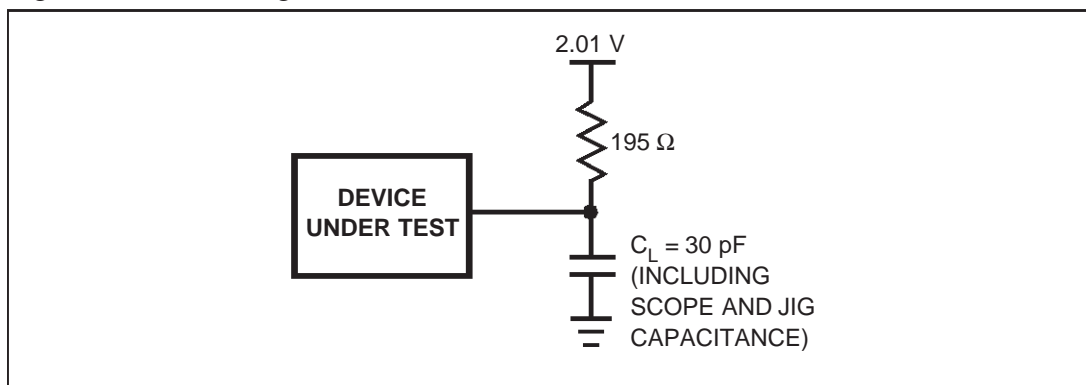 2.01 V
195 Ω
DEVICE
UNDER TEST
C_L = 30 pF
(INCLUDING
SCOPE AND JIG
CAPACITANCE)